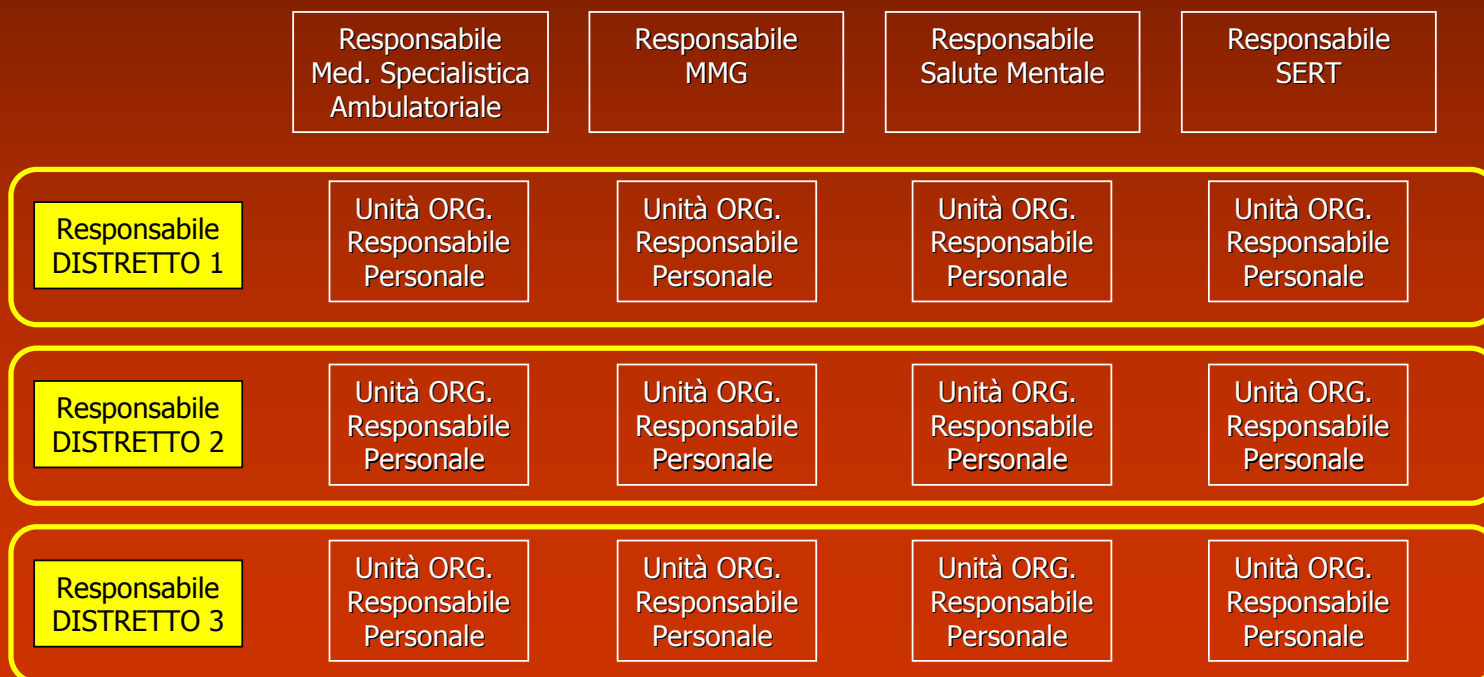 Responsabile
Med. Specialistica
Ambulatoriale
Responsabile
MMG
Responsabile
Salute Mentale
Responsabile
SERT
Responsabile
DISTRETTO 1
Unità ORG.
Responsabile
Personale
Unità ORG.
Responsabile
Personale
Unità ORG.
Responsabile
Personale
Unità ORG.
Responsabile
Personale
Responsabile
DISTRETTO 2
Unità ORG.
Responsabile
Personale
Unità ORG.
Responsabile
Personale
Unità ORG.
Responsabile
Personale
Unità ORG.
Responsabile
Personale
Responsabile
DISTRETTO 3
Unità ORG.
Responsabile
Personale
Unità ORG.
Responsabile
Personale
Unità ORG.
Responsabile
Personale
Unità ORG.
Responsabile
Personale